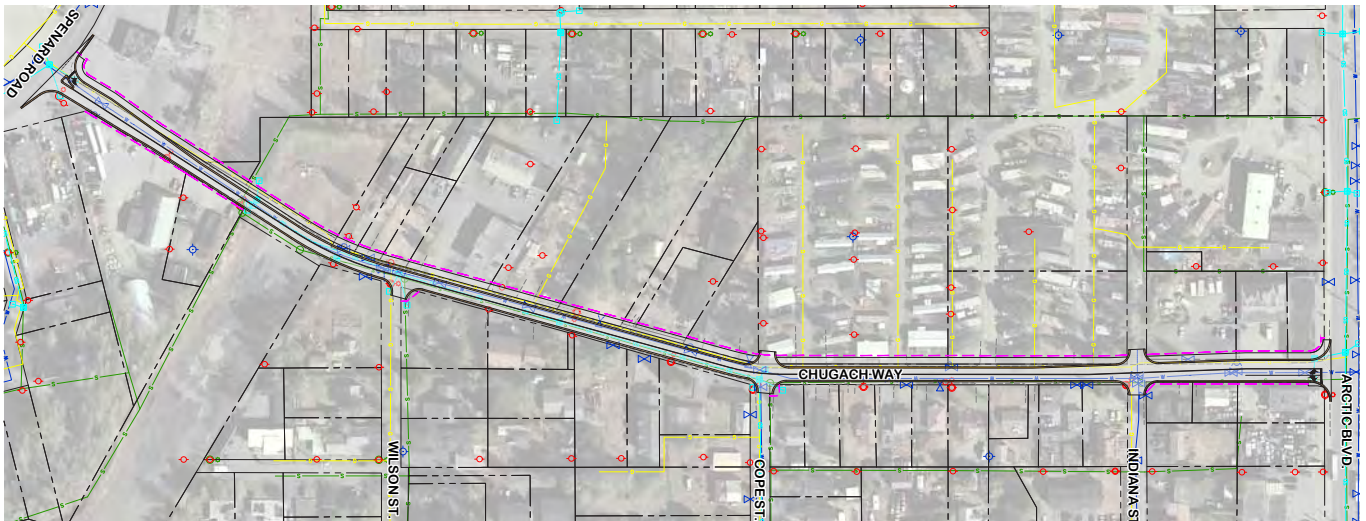 SPENARD ROAD
CHUGACH WAY
WILSON ST.
COPE ST.
INDIANA ST
ARCTIC BLVD.